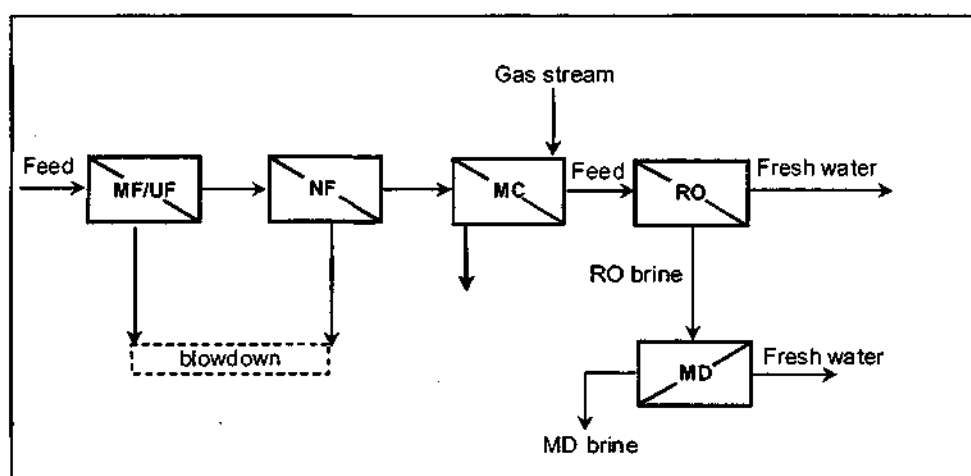 Gas stream
Feed
MF/UF
NF
MC
Feed
RO
Fresh water
RO brine
blowdown
MD
Fresh water
MD brine